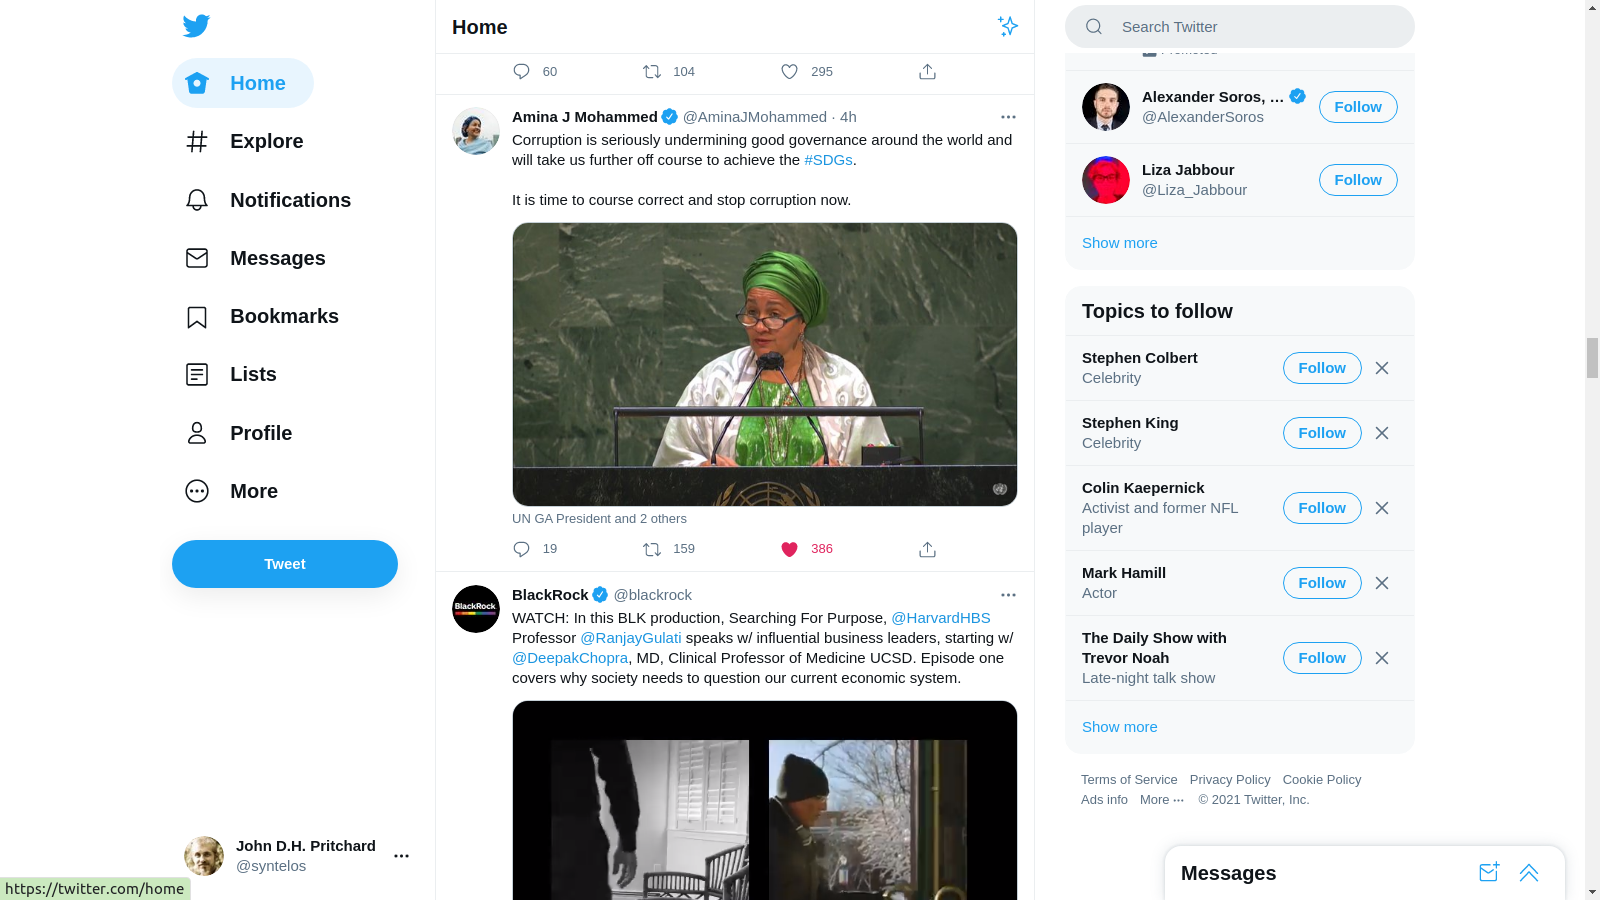 Home
Explore
Notifications
Messages
Bookmarks
Lists
Profile
More
Tweet
John D.H. Pritchard
@syntelos
https://twitter.com/home
Home
60 104 295
Amina J Mohammed @AminaJMohammed · 4h
Corruption is seriously undermining good governance around the world and
will take us further off course to achieve the #SDGs.
It is time to course correct and stop corruption now.
UN GA President and 2 others
19 159 386
BlackRock
BlackRock @blackrock
WATCH: In this BLK production, Searching For Purpose, @HarvardHBS
Professor @RanjayGulati speaks w/ influential business leaders, starting w/
@DeepakChopra, MD, Clinical Professor of Medicine UCSD. Episode one
covers why society needs to question our current economic system.
Search Twitter
Promoted
Alexander Soros, ...
@AlexanderSoros
Follow
Liza Jabbour
@Liza_Jabbour
Follow
Show more
Topics to follow
Stephen Colbert
Celebrity
Follow
Stephen King
Celebrity
Follow
Colin Kaepernick
Activist and former NFL
player
Follow
Mark Hamill
Actor
Follow
The Daily Show with
Trevor Noah
Late-night talk show
Follow
Show more
Terms of Service Privacy Policy Cookie Policy
Ads info More ··· © 2021 Twitter, Inc.
Messages